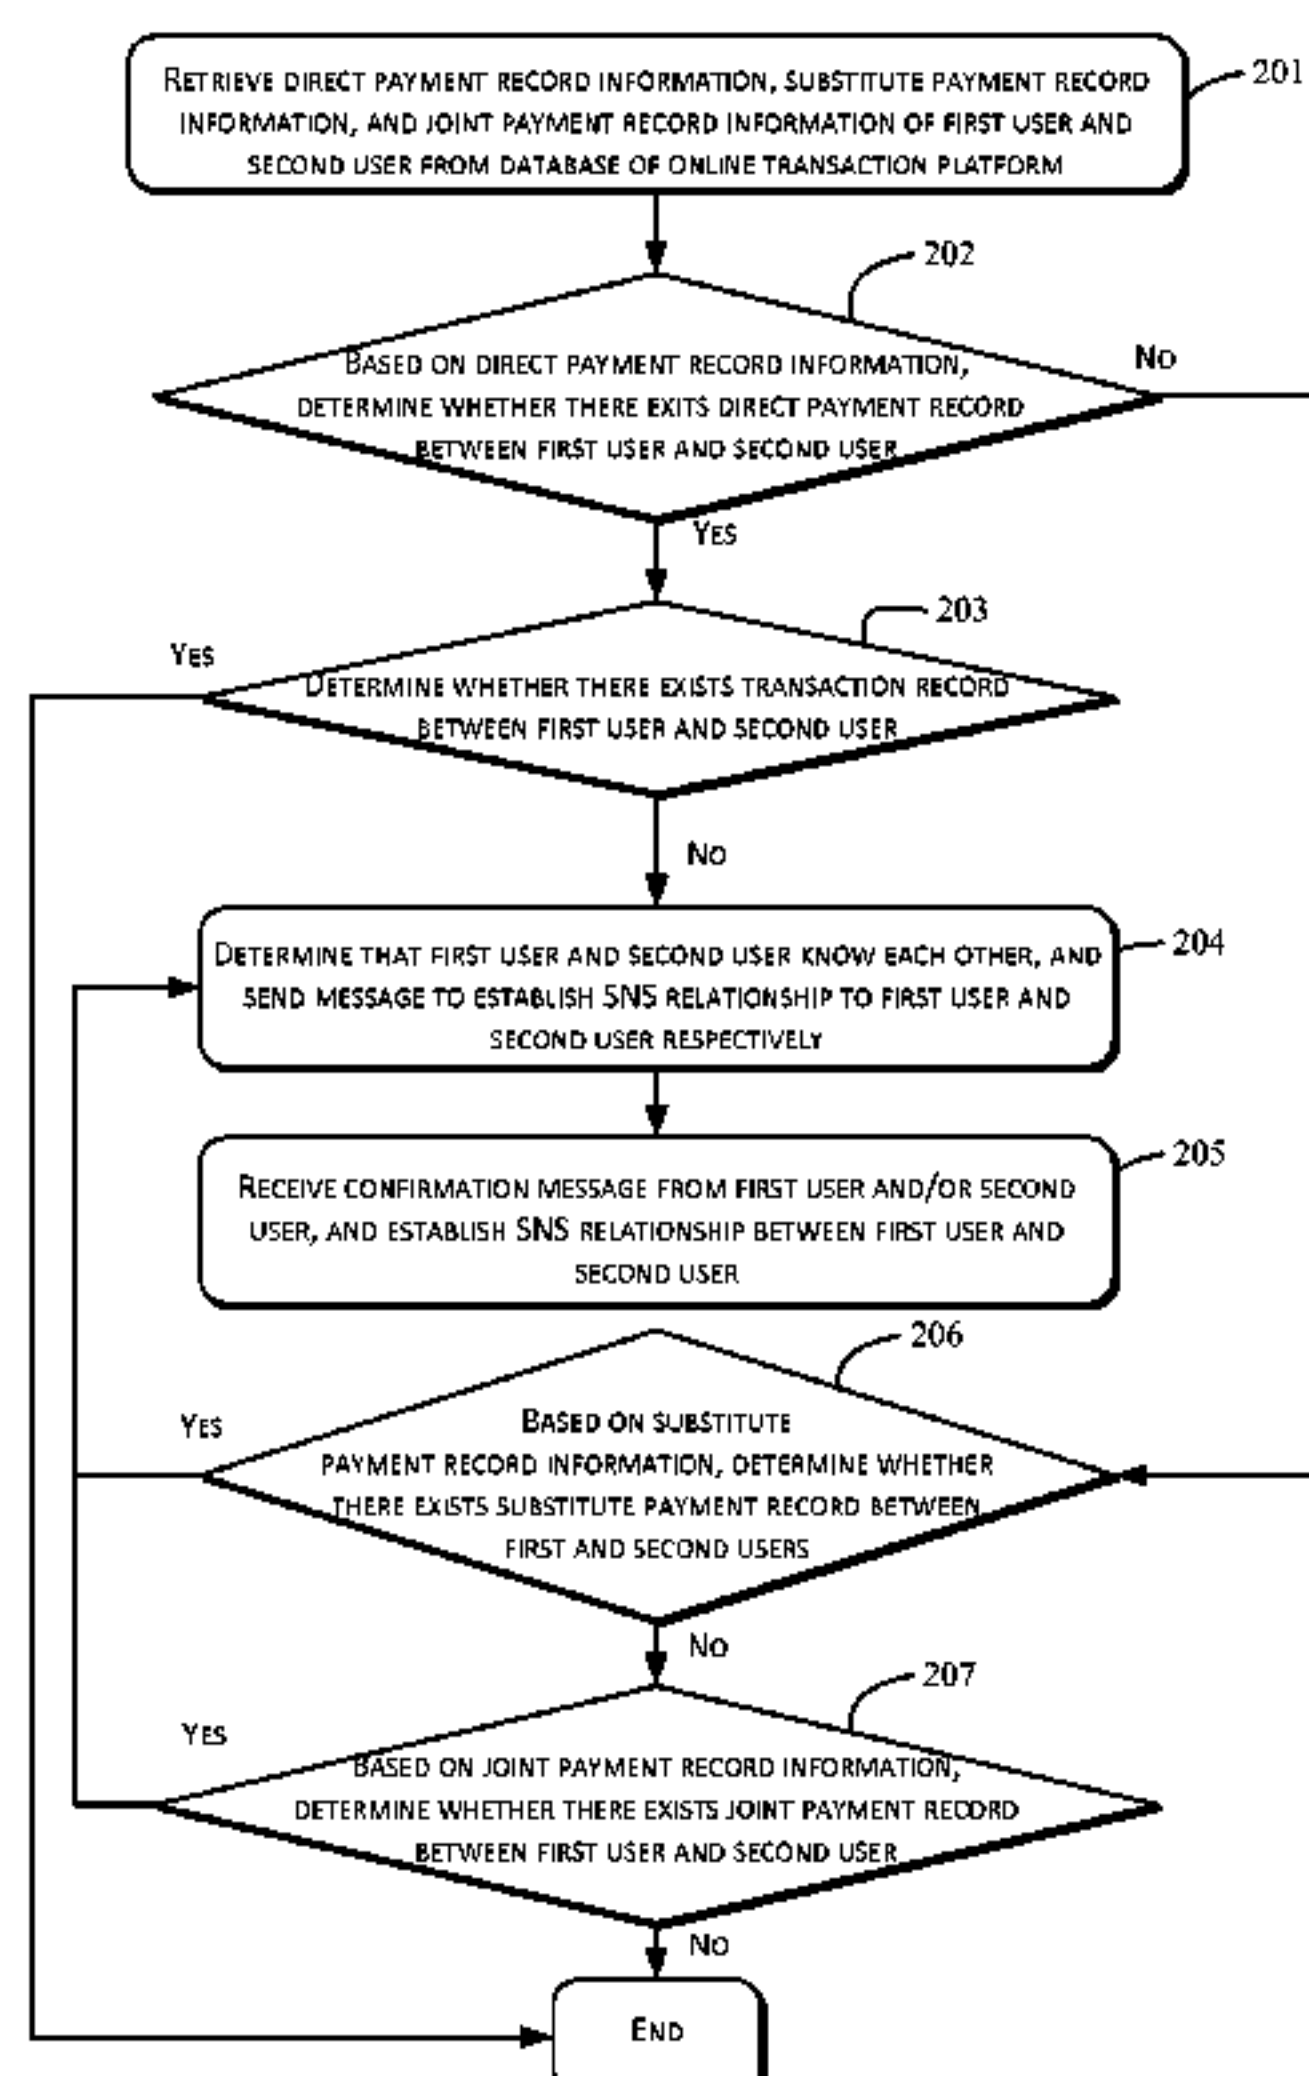 Retrieve direct payment record information, substitute payment record
information, and joint payment record information of first user and
second user from database of online transaction platform
201
202
Based on direct payment record information,
determine whether there exits direct payment record
between first user and second user
No
Yes
203
Yes
Determine whether there exists transaction record
between first user and second user
No
204
Determine that first user and second user know each other, and
send message to establish SNS relationship to first user and
second user respectively
205
Receive confirmation message from first user and/or second
user, and establish SNS relationship between first user and
second user
206
Yes
Based on substitute
payment record information, determine whether
there exists substitute payment record between
first and second users
No
207
Yes
Based on joint payment record information,
determine whether there exists joint payment record
between first user and second user
No
End